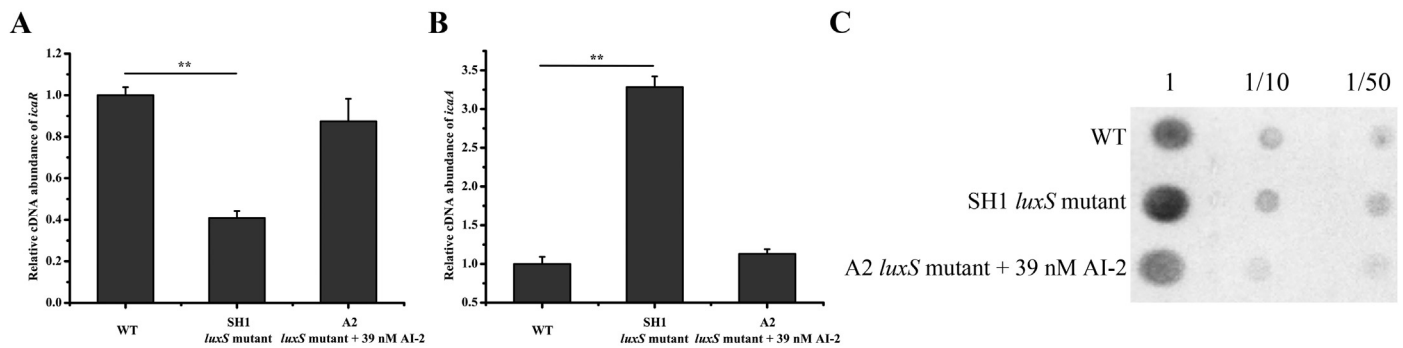 A
Relative cDNA abundance of icaR
1.2
1.0
0.8
0.6
0.4
0.2
0.0
**
WT
SH1
luxS mutant
A2
luxS mutant + 39 nM AI-2
B
Relative cDNA abundance of icaA
3.5
3.0
2.5
2.0
1.5
1.0
0.5
**
WT
SH1
luxS mutant
A2
luxS mutant + 39 nM AI-2
C
1 1/10 1/50
WT
SH1 luxS mutant
A2 luxS mutant + 39 nM AI-2